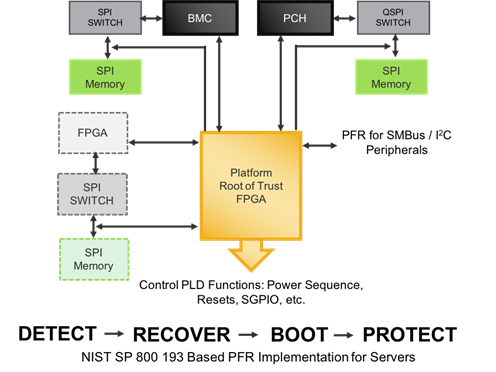 SPI
SWITCH
BMC
PCH
QSPI
SWITCH
SPI
Memory
SPI
Memory
FPGA
PFR for SMBus / I²C
Peripherals
Platform
Root of Trust
FPGA
SPI
SWITCH
SPI
Memory
Control PLD Functions: Power Sequence,
Resets, SGPIO, etc.
DETECT → RECOVER → BOOT → PROTECT
NIST SP 800 193 Based PFR Implementation for Servers